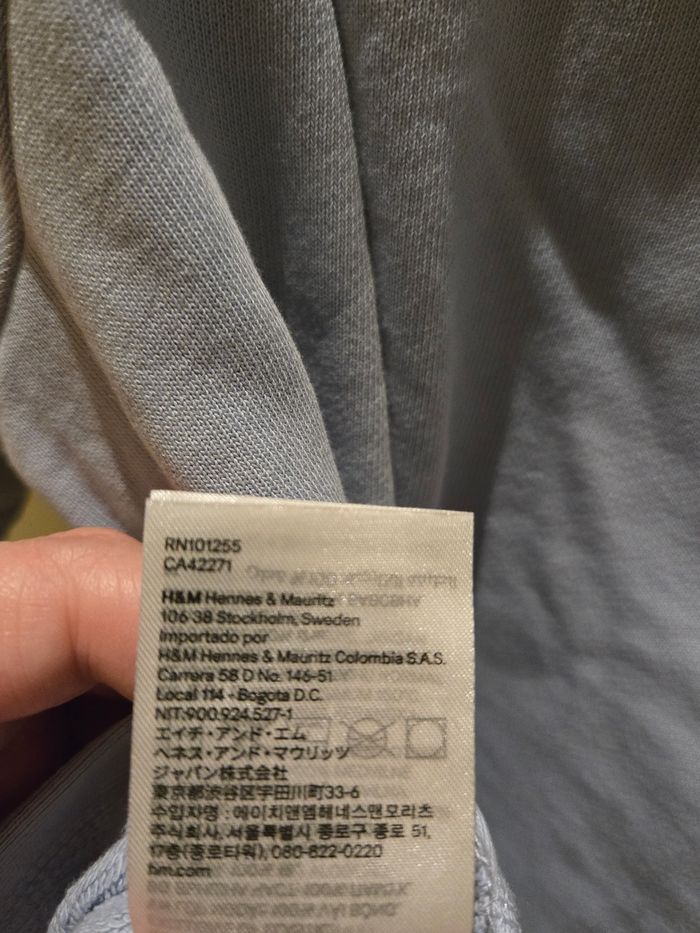 RN101255
CA42271
H&M Hennes & Mauritz
106 38 Stockholm, Sweden
Importado por
H&M Hennes & Mauritz Colombia S.A.S.
Carrera 58 D No. 146-51
Local 114 - Bogota D.C.
NIT:900.924.527-1
エイチ・アンド・エム
ヘネス・アンド・マウリッツ
ジャパン株式会社
東京都渋谷区宇田川町33-6
수입자명 : 에이치앤엠헤네스앤모리츠
주식회사, 서울특별시 종로구 종로 51,
17층(종로타워), 080-822-0220
hm.com